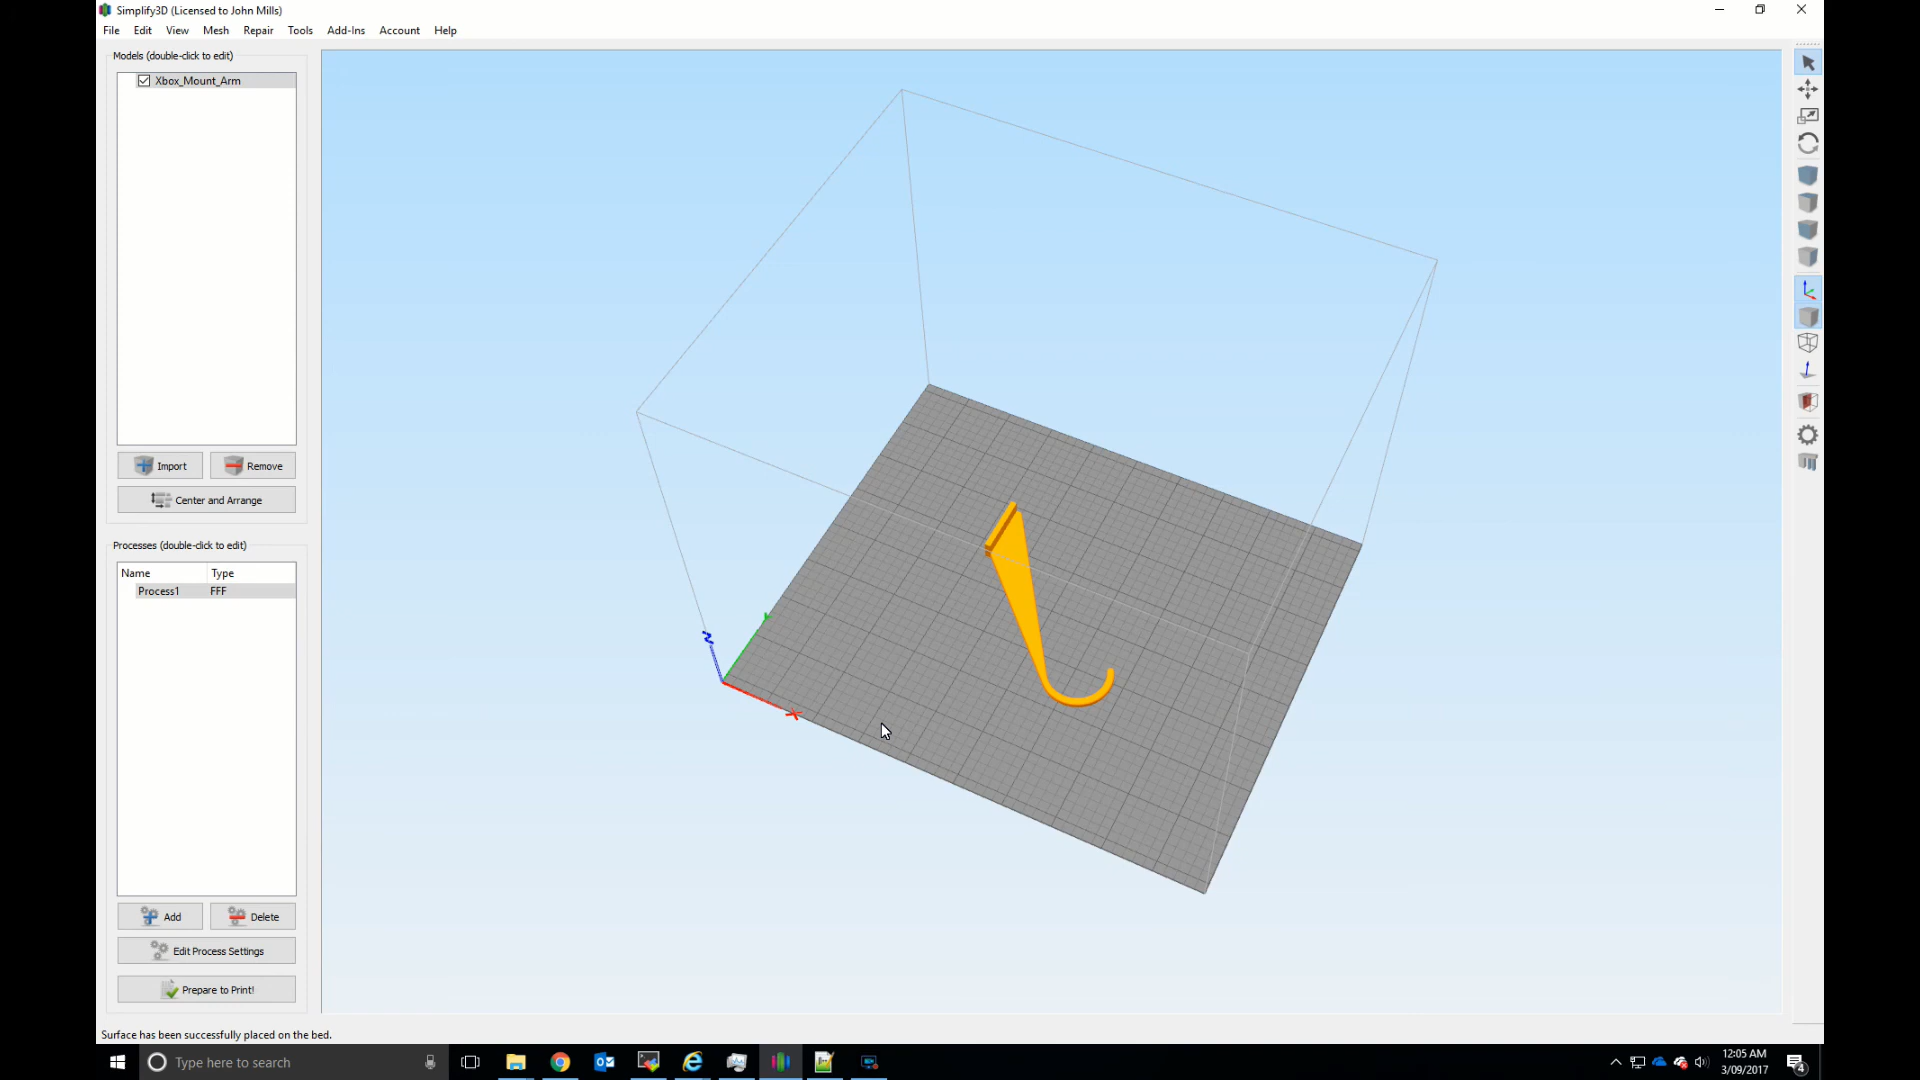 Simplify3D (Licensed to John Mills)
File Edit View Mesh Repair Tools Add-Ins Account Help
Models (double-click to edit)
Xbox_Mount_Arm
Import Remove
Center and Arrange
Processes (double-click to edit)
Name Type
Process1 FFF
Add Delete
Edit Process Settings
Prepare to Print!
Surface has been successfully placed on the bed.
Type here to search
12:05 AM
3/09/2017
4